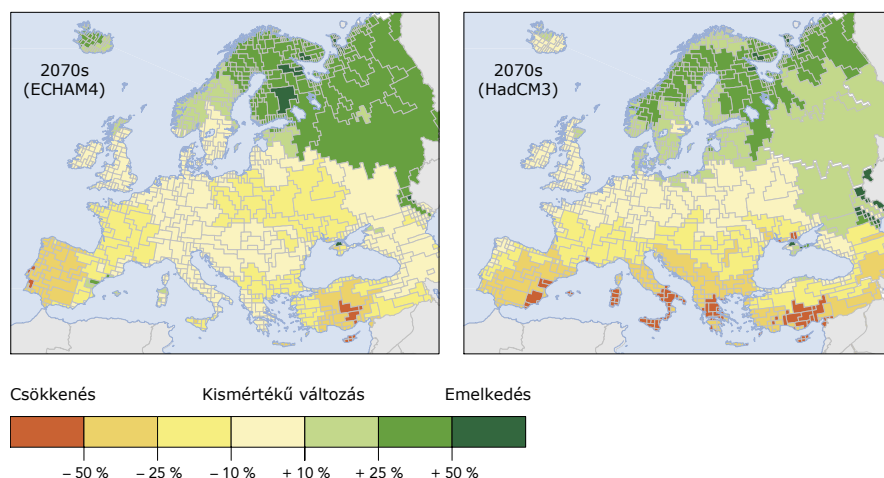 2070s
(ECHAM4)
2070s
(HadCM3)
Csökkenés Kismértékű változás Emelkedés
– 50 % – 25 % – 10 % + 10 % + 25 % + 50 %